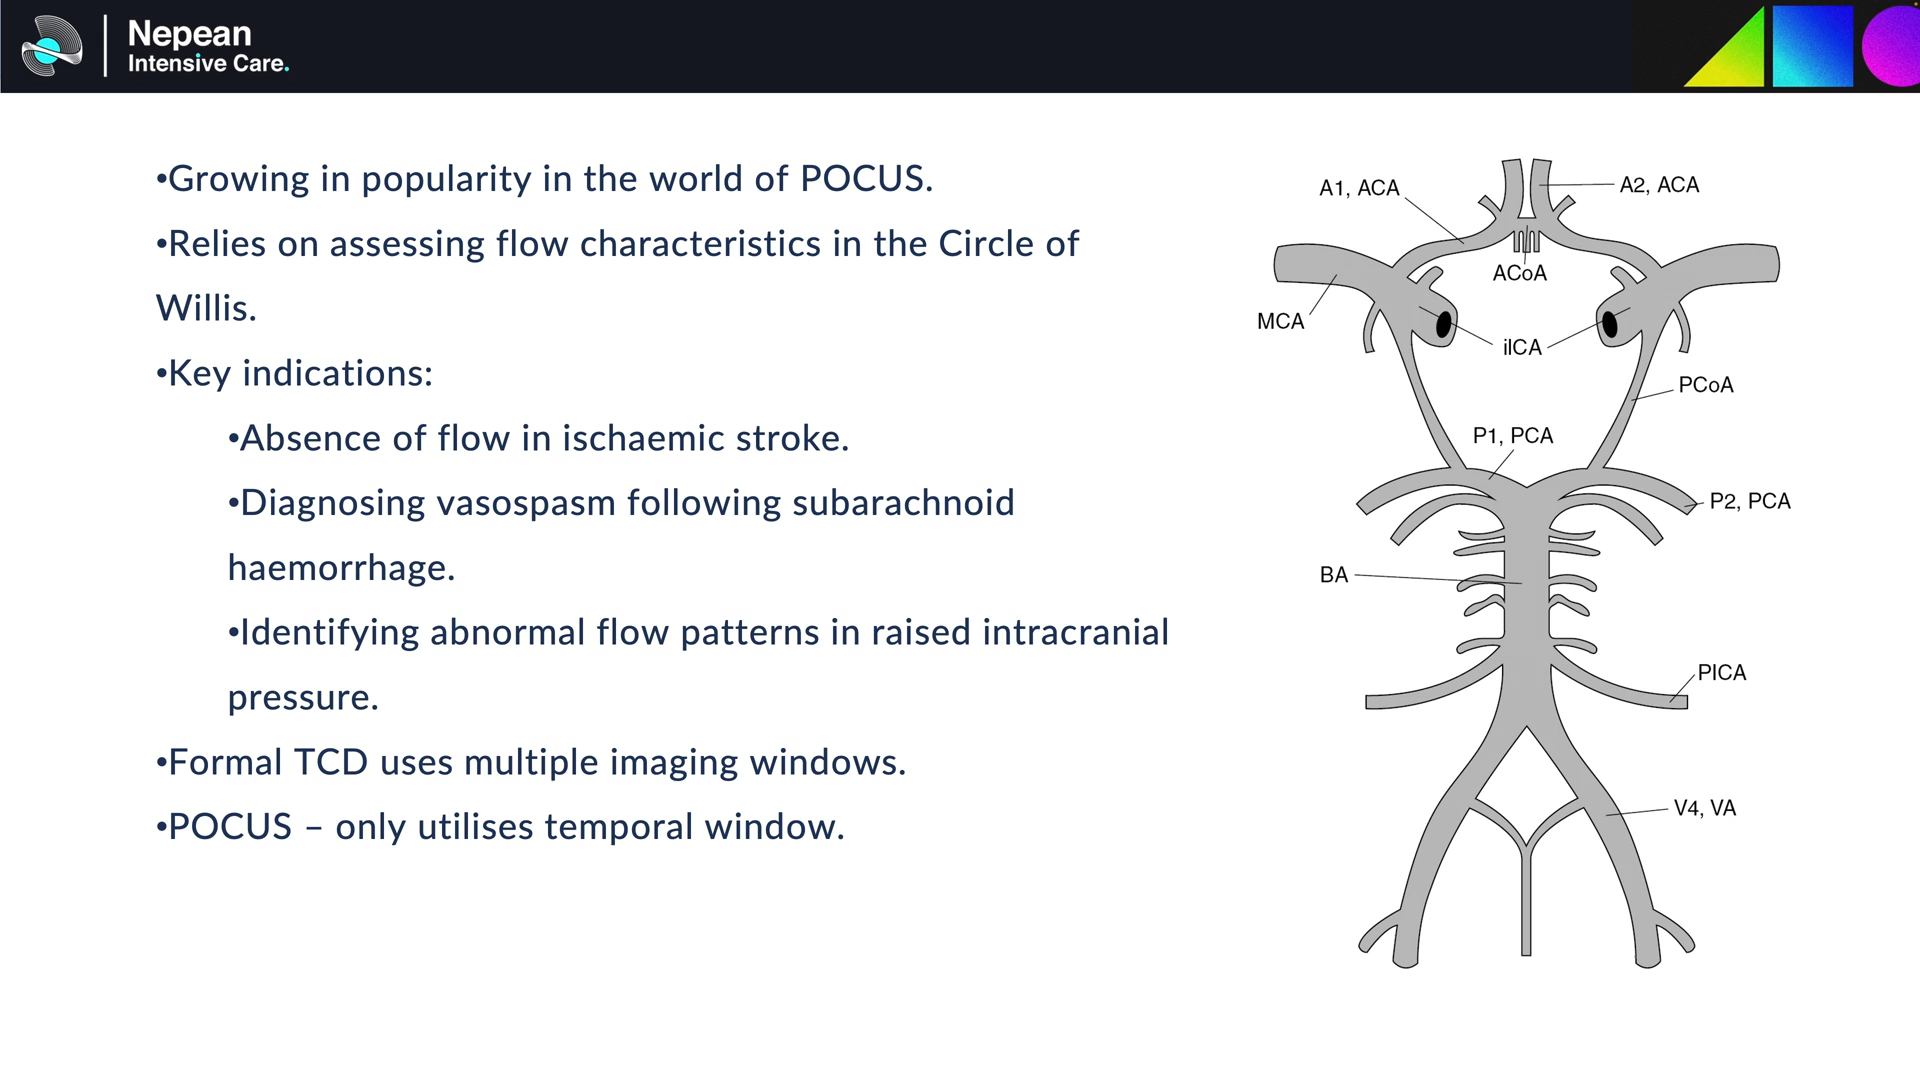 Nepean
Intensive Care.
•Growing in popularity in the world of POCUS.
•Relies on assessing flow characteristics in the Circle of
Willis.
•Key indications:
•Absence of flow in ischaemic stroke.
•Diagnosing vasospasm following subarachnoid
haemorrhage.
•Identifying abnormal flow patterns in raised intracranial
pressure.
•Formal TCD uses multiple imaging windows.
•POCUS – only utilises temporal window.
A1, ACA
A2, ACA
ACoA
MCA
iICA
PCoA
P1, PCA
P2, PCA
BA
PICA
V4, VA